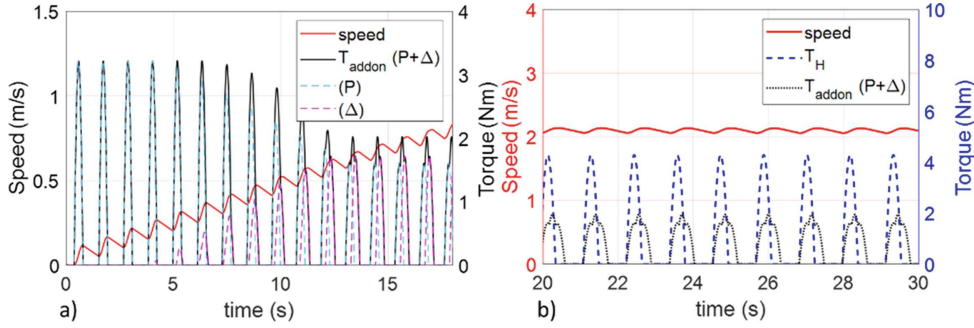 speed
T_addon (P+Δ)
(P)
(Δ)
Speed (m/s)
Torque (Nm)
1.5
1
0.5
0
4
3
2
1
0
0
5
10
15
time (s)
a)
speed
T_H
T_addon (P+Δ)
Speed (m/s)
Torque (Nm)
4
3
2
1
0
10
8
6
4
2
0
20
22
24
26
28
30
time (s)
b)